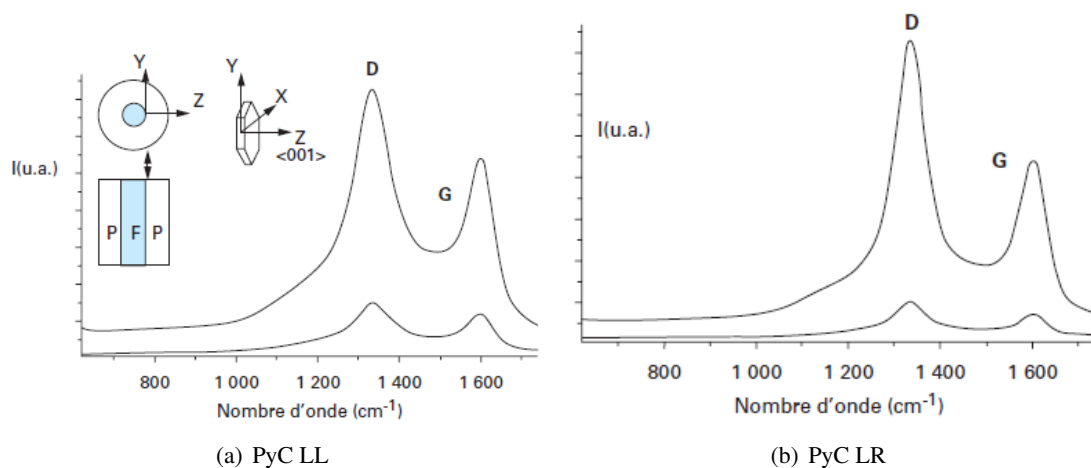 Y
Z
Y
X
Z
<001>
D
G
I(u.a.)
P F P
800 1 000 1 200 1 400 1 600
Nombre d'onde (cm-1)
(a) PyC LL
D
I(u.a.)
G
800 1 000 1 200 1 400 1 600
Nombre d'onde (cm-1)
(b) PyC LR